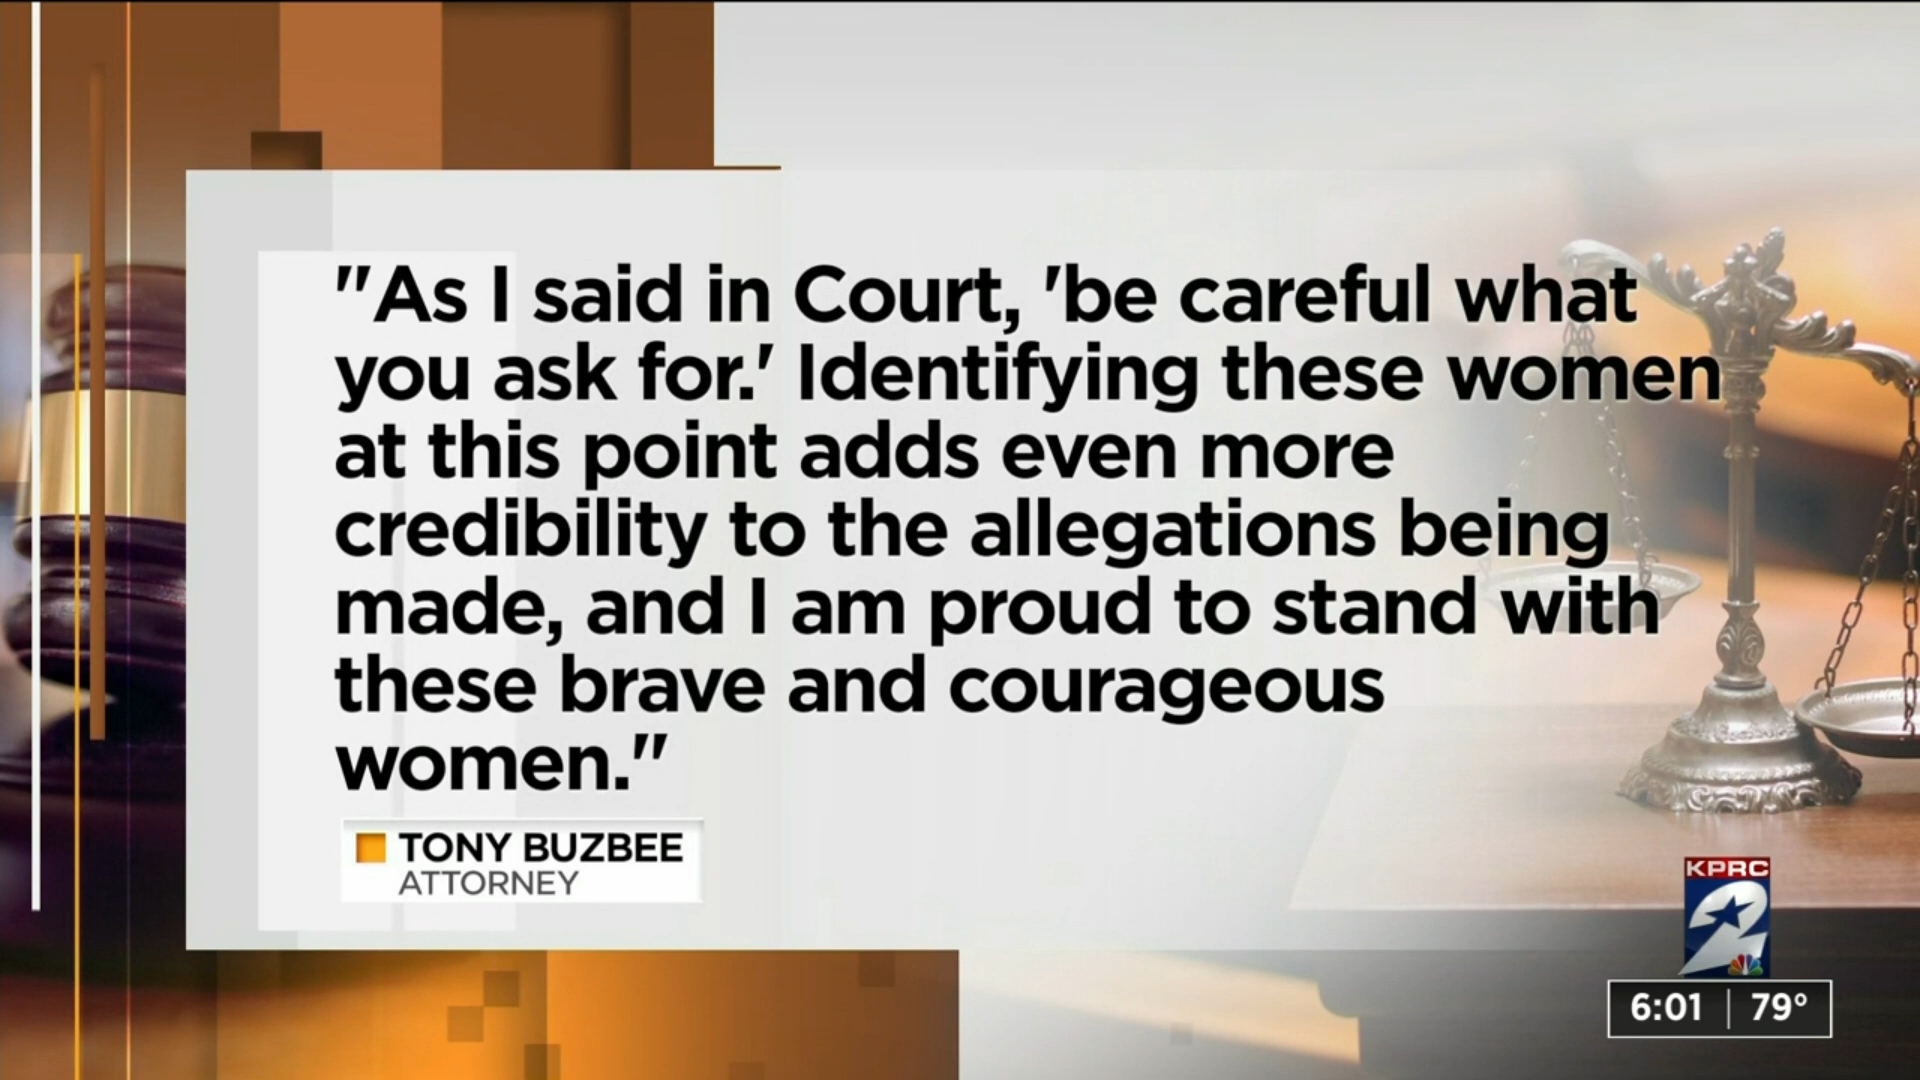 "As I said in Court, 'be careful what
you ask for.' Identifying these women
at this point adds even more
credibility to the allegations being
made, and I am proud to stand with
these brave and courageous
women."
TONY BUZBEE
ATTORNEY
KPRC
2
6:01 | 79°